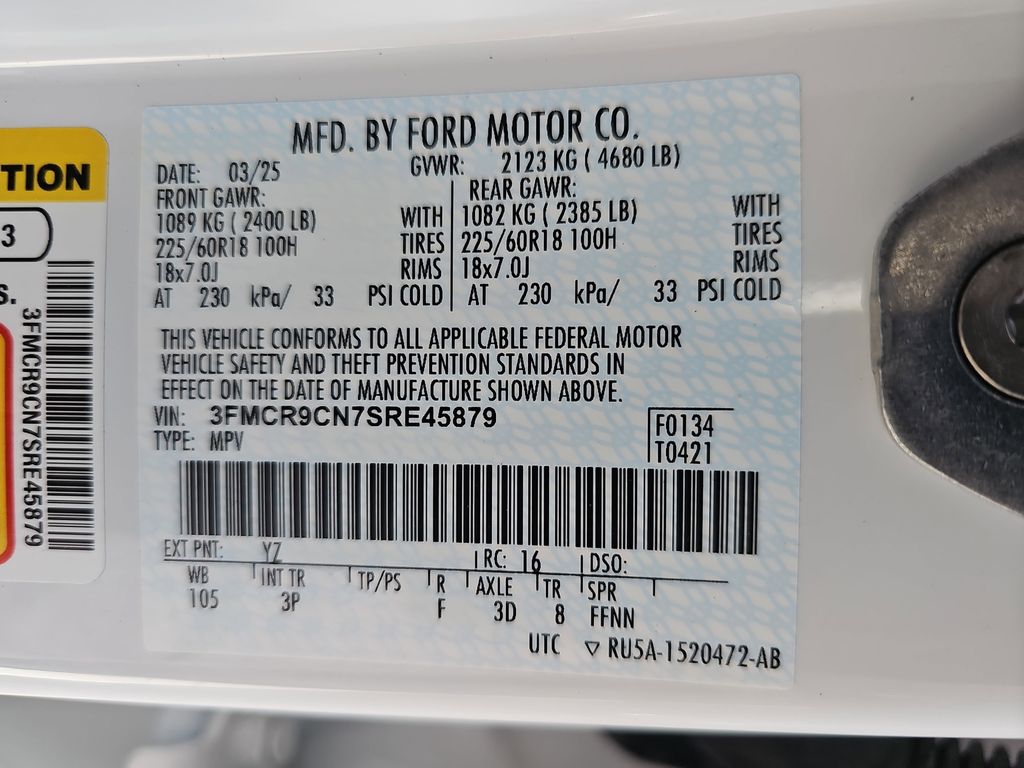 TION
3
S.
3FMCR9CN7SRE45879
MFD. BY FORD MOTOR CO.
DATE: 03/25 GVWR: 2123 KG ( 4680 LB)
FRONT GAWR: REAR GAWR:
1089 KG ( 2400 LB) WITH 1082 KG ( 2385 LB) WITH
225/60R18 100H TIRES 225/60R18 100H TIRES
18x7.0J RIMS 18x7.0J RIMS
AT 230 kPa/ 33 PSI COLD AT 230 kPa/ 33 PSI COLD
THIS VEHICLE CONFORMS TO ALL APPLICABLE FEDERAL MOTOR
VEHICLE SAFETY AND THEFT PREVENTION STANDARDS IN
EFFECT ON THE DATE OF MANUFACTURE SHOWN ABOVE.
VIN: 3FMCR9CN7SRE45879 F0134
TYPE: MPV T0421
EXT PNT: YZ RC: 16 DSO:
WB INT TR TP/PS R AXLE TR SPR
105 3P F 3D 8 FFNN
UTC ▽ RU5A-1520472-AB